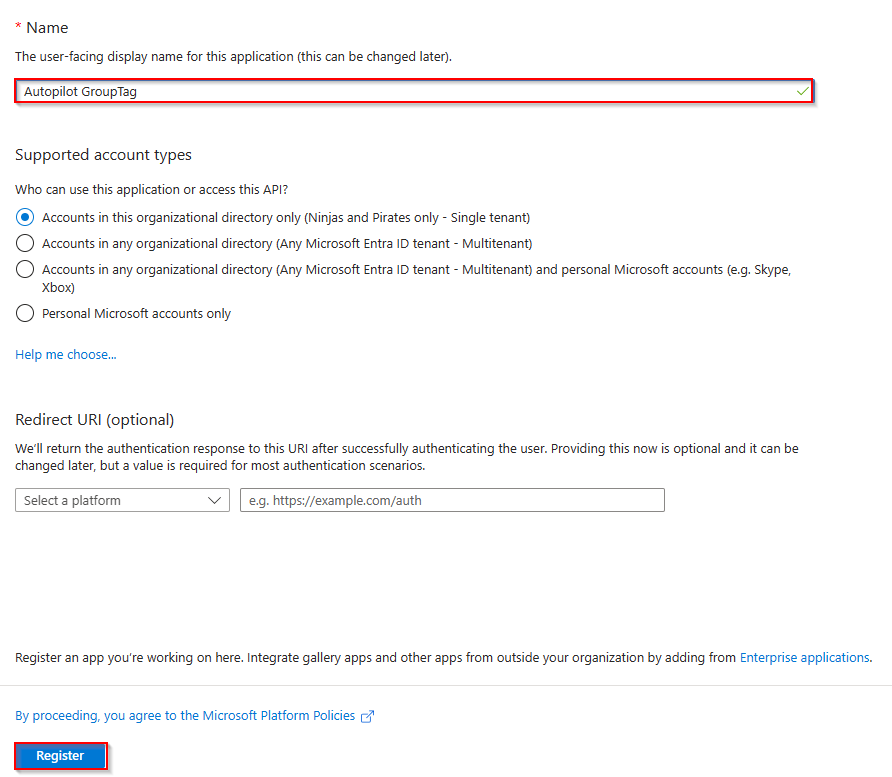 * Name
The user-facing display name for this application (this can be changed later).
Autopilot GroupTag
Supported account types
Who can use this application or access this API?
Accounts in this organizational directory only (Ninjas and Pirates only - Single tenant)
Accounts in any organizational directory (Any Microsoft Entra ID tenant - Multitenant)
Accounts in any organizational directory (Any Microsoft Entra ID tenant - Multitenant) and personal Microsoft accounts (e.g. Skype,
Xbox)
Personal Microsoft accounts only
Help me choose...
Redirect URI (optional)
We'll return the authentication response to this URI after successfully authenticating the user. Providing this now is optional and it can be
changed later, but a value is required for most authentication scenarios.
Select a platform
e.g. https://example.com/auth
Register an app you're working on here. Integrate gallery apps and other apps from outside your organization by adding from Enterprise applications.
By proceeding, you agree to the Microsoft Platform Policies
Register